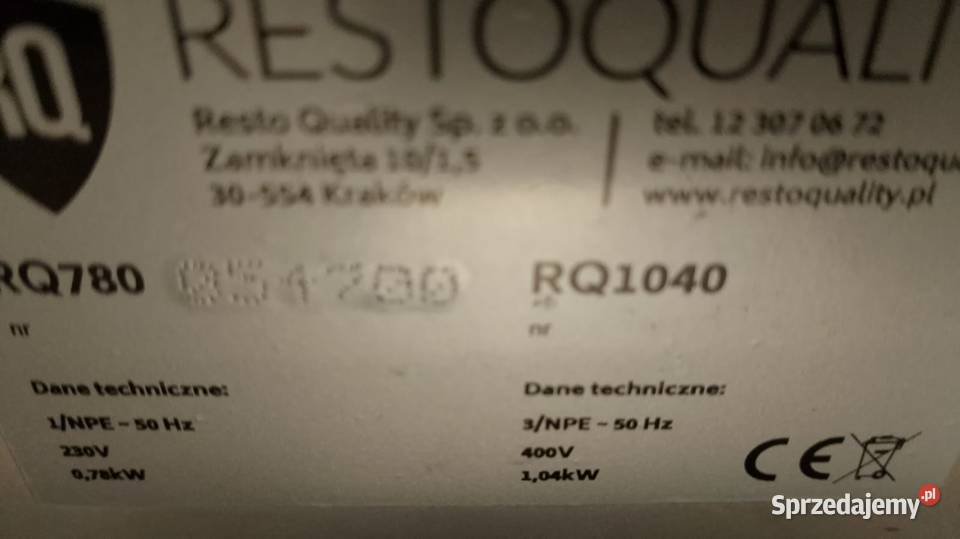 RQ
RESTOQUALI
Resto Quality Sp. z o.o.
Zamknięta 10/1,5
30-554 Kraków
tel. 12 307 06 72
e-mail: info@restoqua
www.restoquality.pl
RQ780
RQ1040
nr
nr
Dane techniczne:
1/NPE ~ 50 Hz
230V
0,78kW
Dane techniczne:
3/NPE ~ 50 Hz
400V
1,04kW
CE
Sprzedajemy.pl